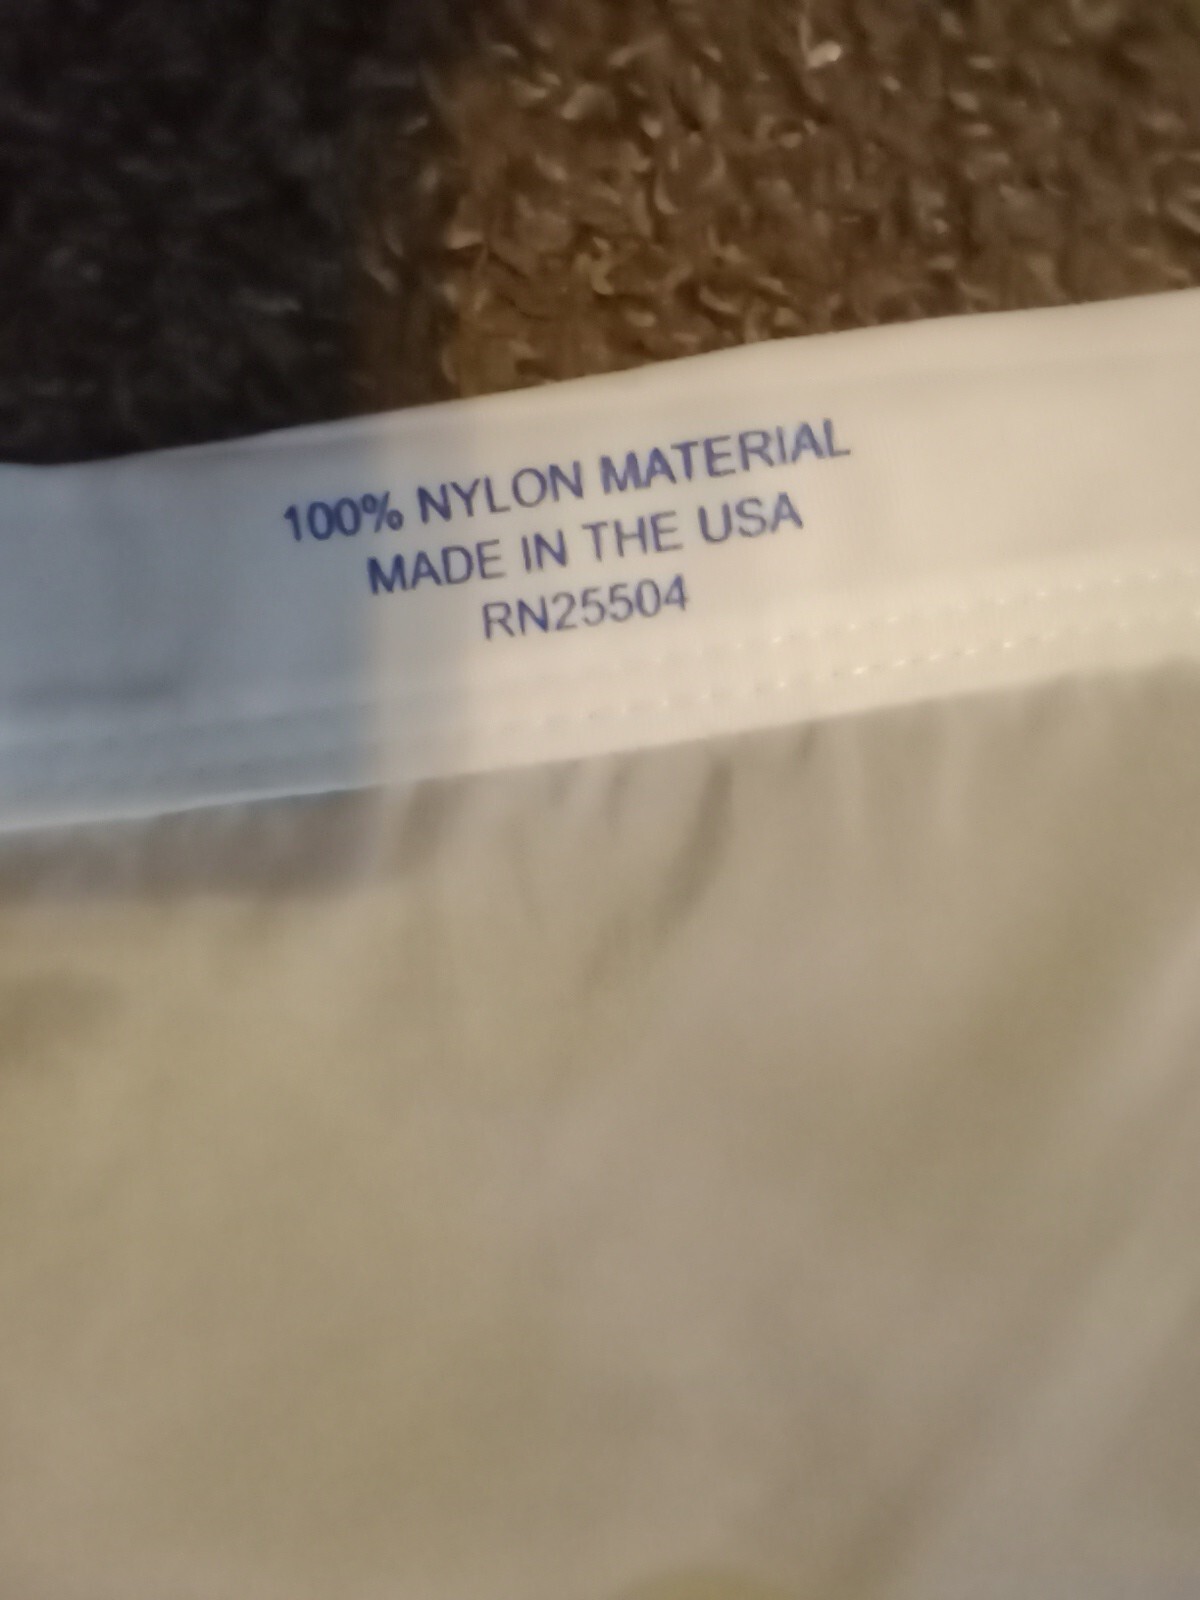 100% NYLON MATERIAL
MADE IN THE USA
RN25504